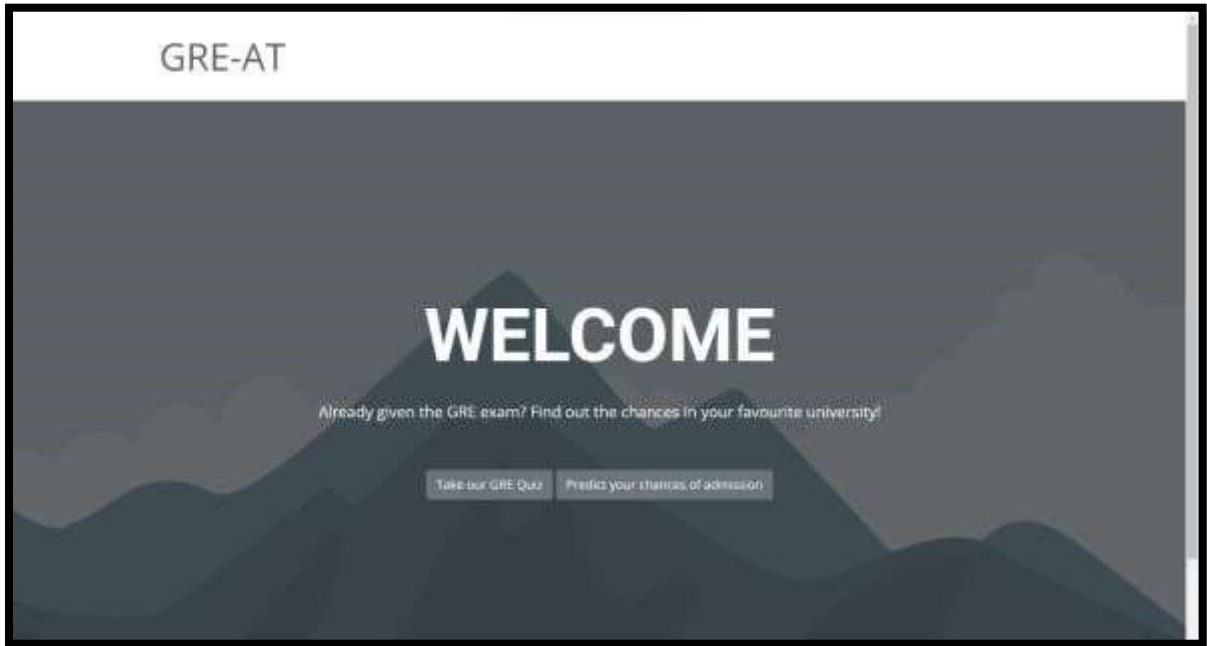 GRE-AT
WELCOME
Already given the GRE exam? Find out the chances in your favourite university!
Take our GRE Quiz
Predict your chances of admission